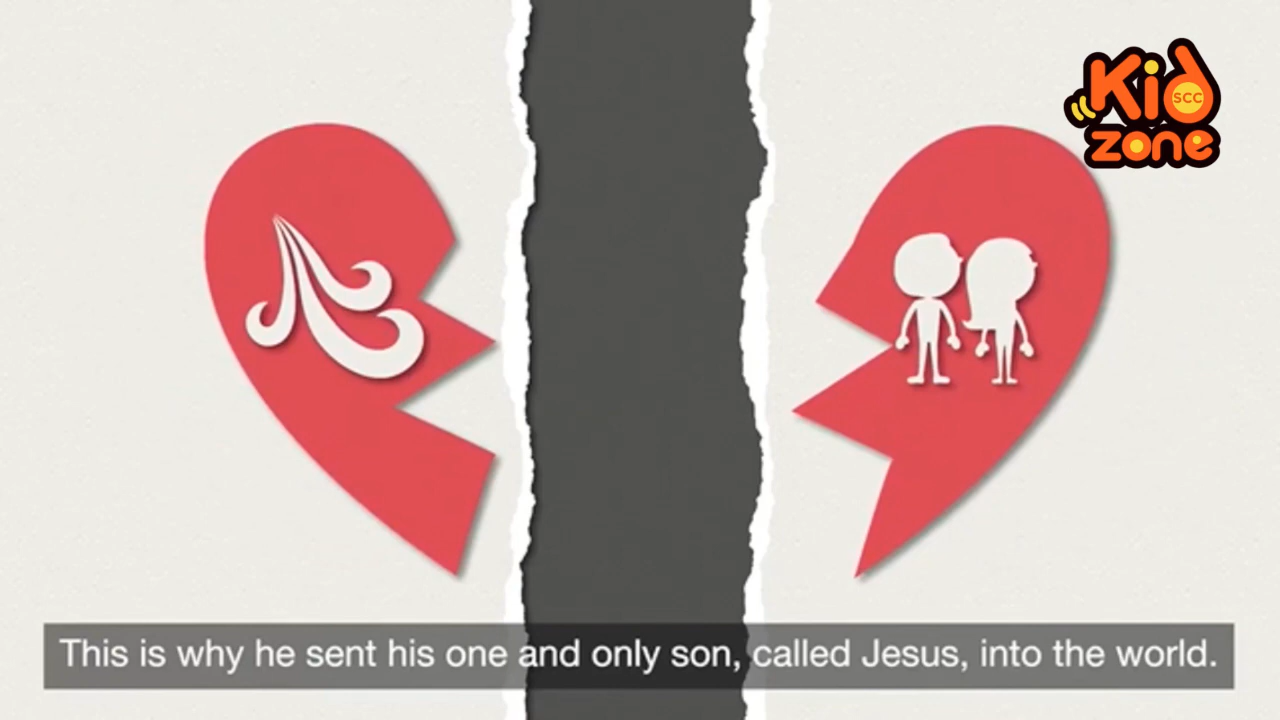 Kid
SCC
zone
This is why he sent his one and only son, called Jesus, into the world.